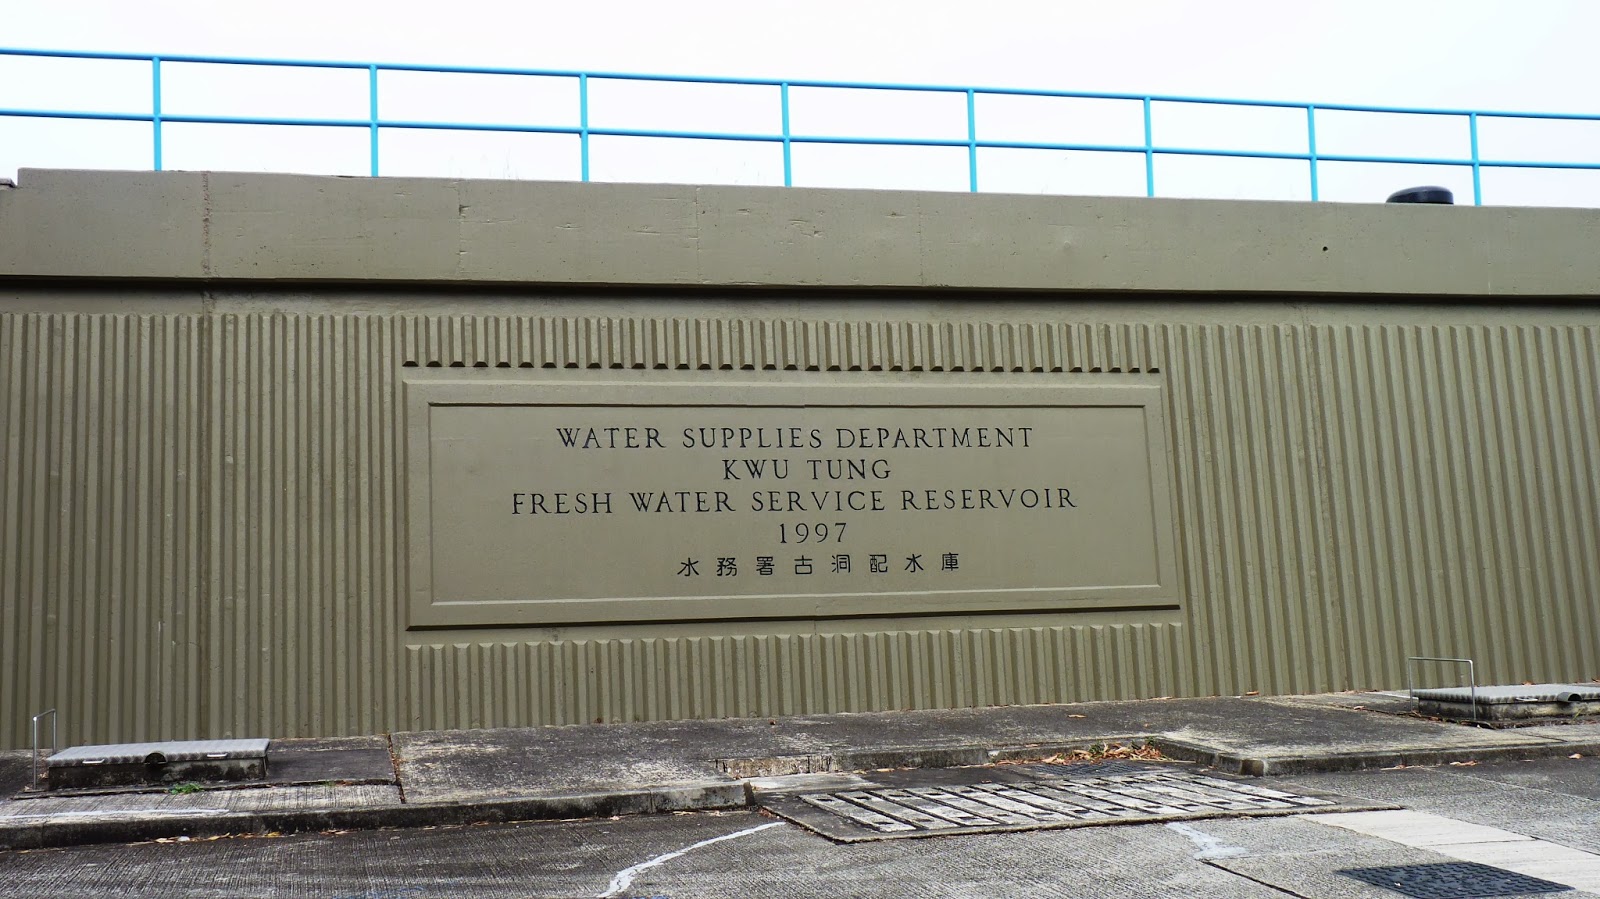 WATER SUPPLIES DEPARTMENT
KWU TUNG
FRESH WATER SERVICE RESERVOIR
1997
水務署古洞配水庫